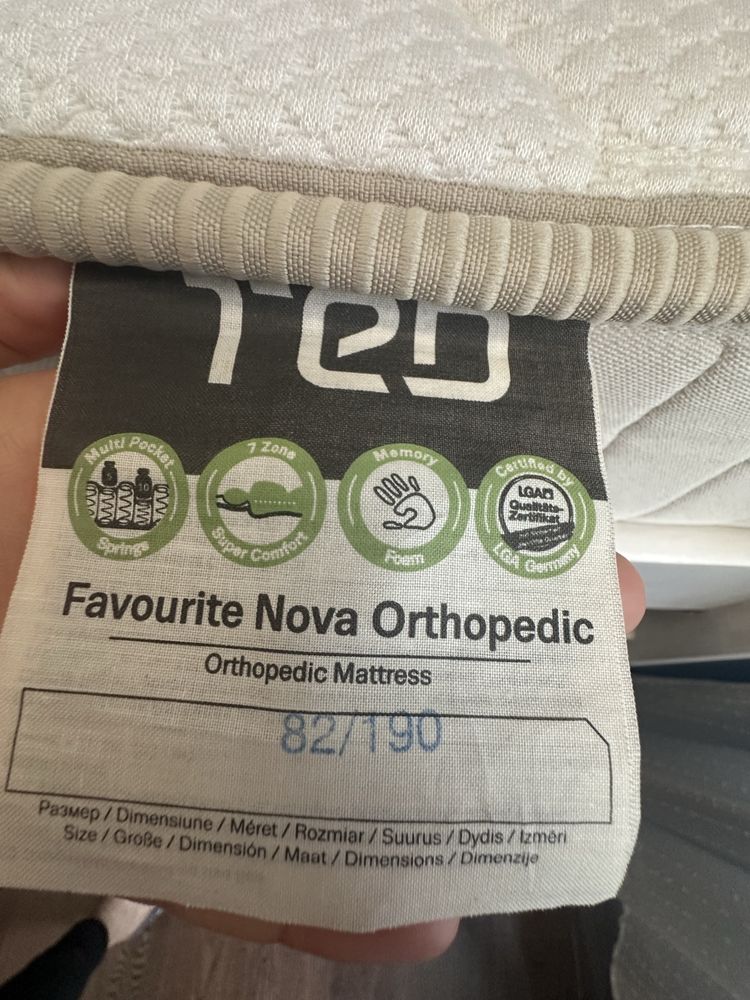 TED
Multi Pocket
Springs
7 Zone
Super Comfort
Memory
Foam
Certified by
LGA
Qualitäts-
Zertifikat
LGA Germany
Favourite Nova Orthopedic
Orthopedic Mattress
82/190
Размер / Dimensiune / Méret / Rozmiar / Suurus / Dydis / Izmēri
Size / Größe / Dimensión / Maat / Dimensions / Dimenzije